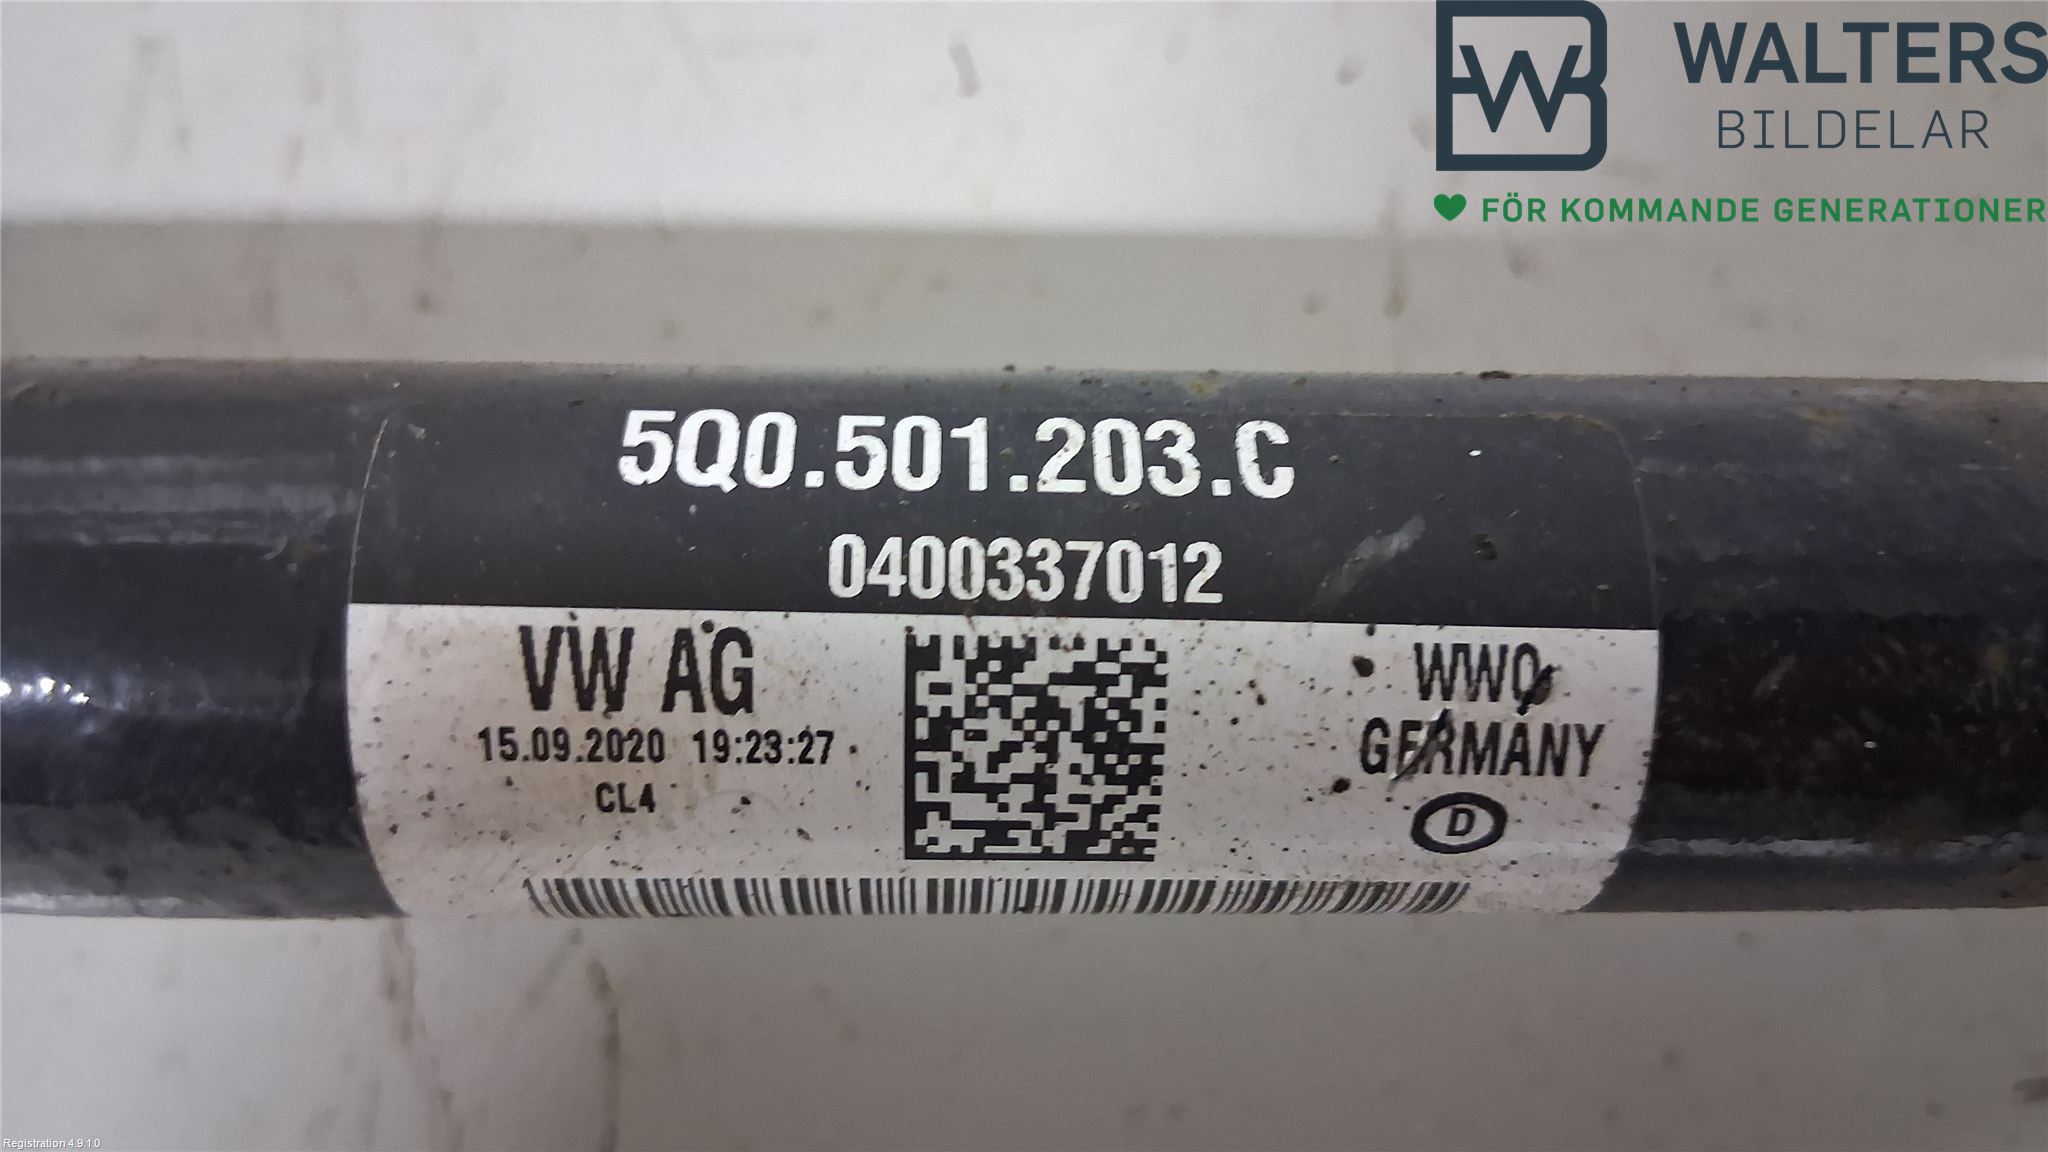 WALTERS
BILDELAR
FÖR KOMMANDE GENERATIONER
5Q0.501.203.C
0400337012
VW AG
15.09.2020 19:23:27
CL4
WWO
GERMANY
D
Registration 4.9.1.0